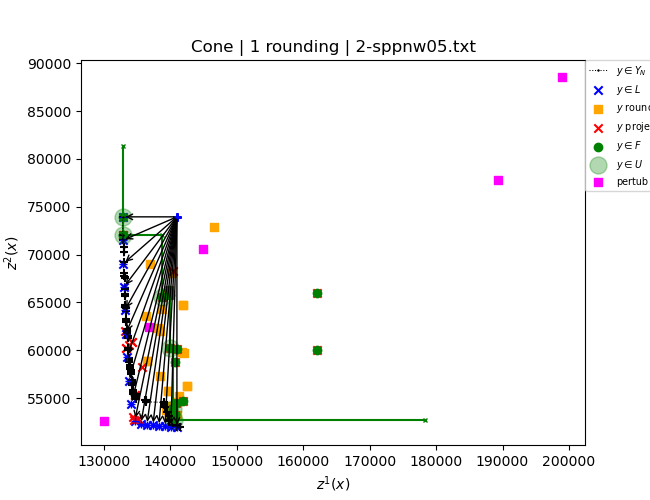 Cone | 1 rounding | 2-sppnw05.txt
90000
85000
80000
75000
70000
65000
60000
55000
z²(x)
130000 140000 150000 160000 170000 180000 190000 200000
z¹(x)
y ∈ Y_N
y ∈ L
y roun
y proje
y ∈ F
y ∈ U
pertub